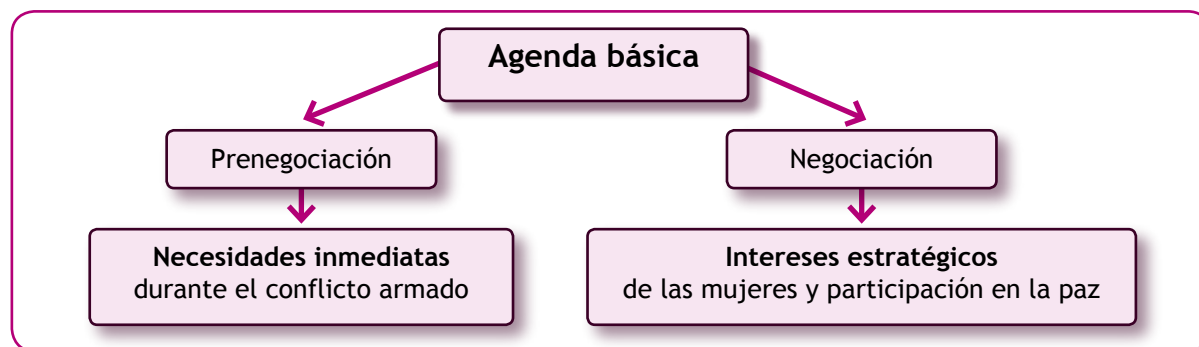 Agenda básica
Prenegociación
Negociación
Necesidades inmediatas
durante el conflicto armado
Intereses estratégicos
de las mujeres y participación en la paz